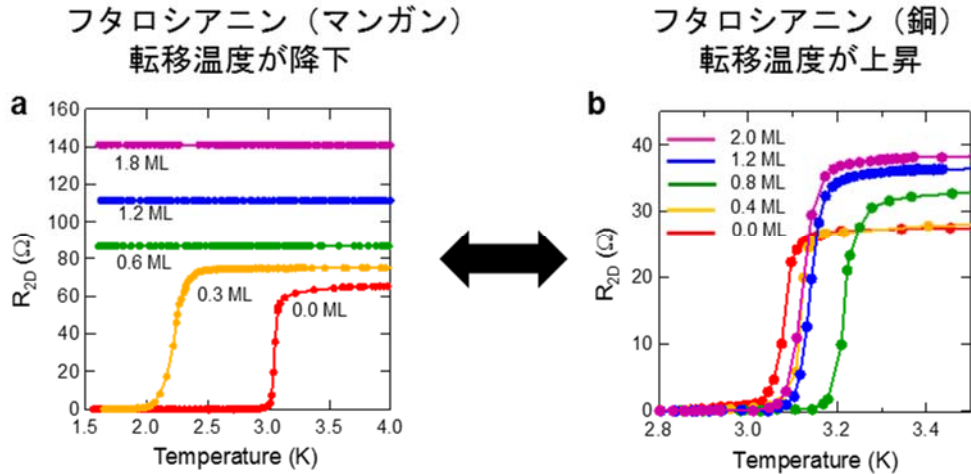 フタロシアニン（マンガン）
転移温度が降下
フタロシアニン（銅）
転移温度が上昇
a
160
140
120
100
80
60
40
20
0
R2D (Ω)
1.8 ML
1.2 ML
0.6 ML
0.3 ML
0.0 ML
1.5 2.0 2.5 3.0 3.5 4.0
Temperature (K)
b
40
30
20
10
0
R2D (Ω)
2.0 ML
1.2 ML
0.8 ML
0.4 ML
0.0 ML
2.8 3.0 3.2 3.4
Temperature (K)